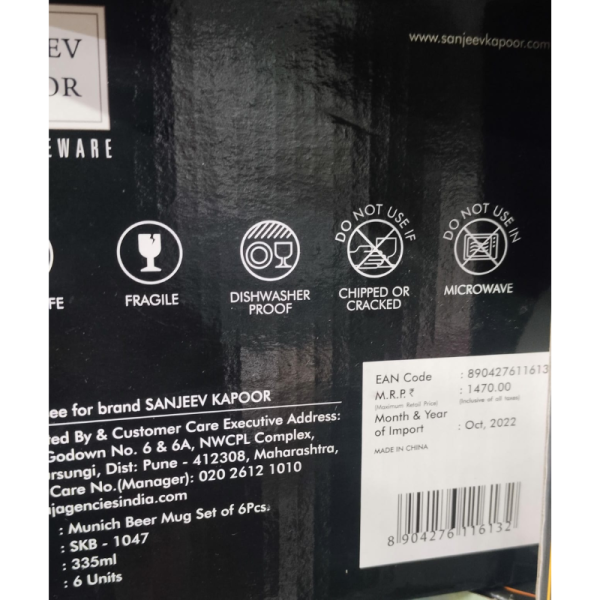 EV
OR
EWARE
www.sanjeevkapoor.com
FE
FRAGILE
DISHWASHER
PROOF
DO NOT USE IF
CHIPPED OR
CRACKED
DO NOT USE IN
MICROWAVE
ee for brand SANJEEV KAPOOR
ed By & Customer Care Executive Address:
Godown No. 6 & 6A, NWCPL Complex,
rsungi, Dist: Pune - 412308, Maharashtra,
Care No.(Manager): 020 2612 1010
jagenciesindia.com
: Munich Beer Mug Set of 6Pcs.
: SKB - 1047
: 335ml
: 6 Units
EAN Code : 890427611613
M.R.P. ₹ : 1470.00
(Maximum Retail Price) (Inclusive of all taxes)
Month & Year
of Import : Oct, 2022
MADE IN CHINA
8 904276 116132